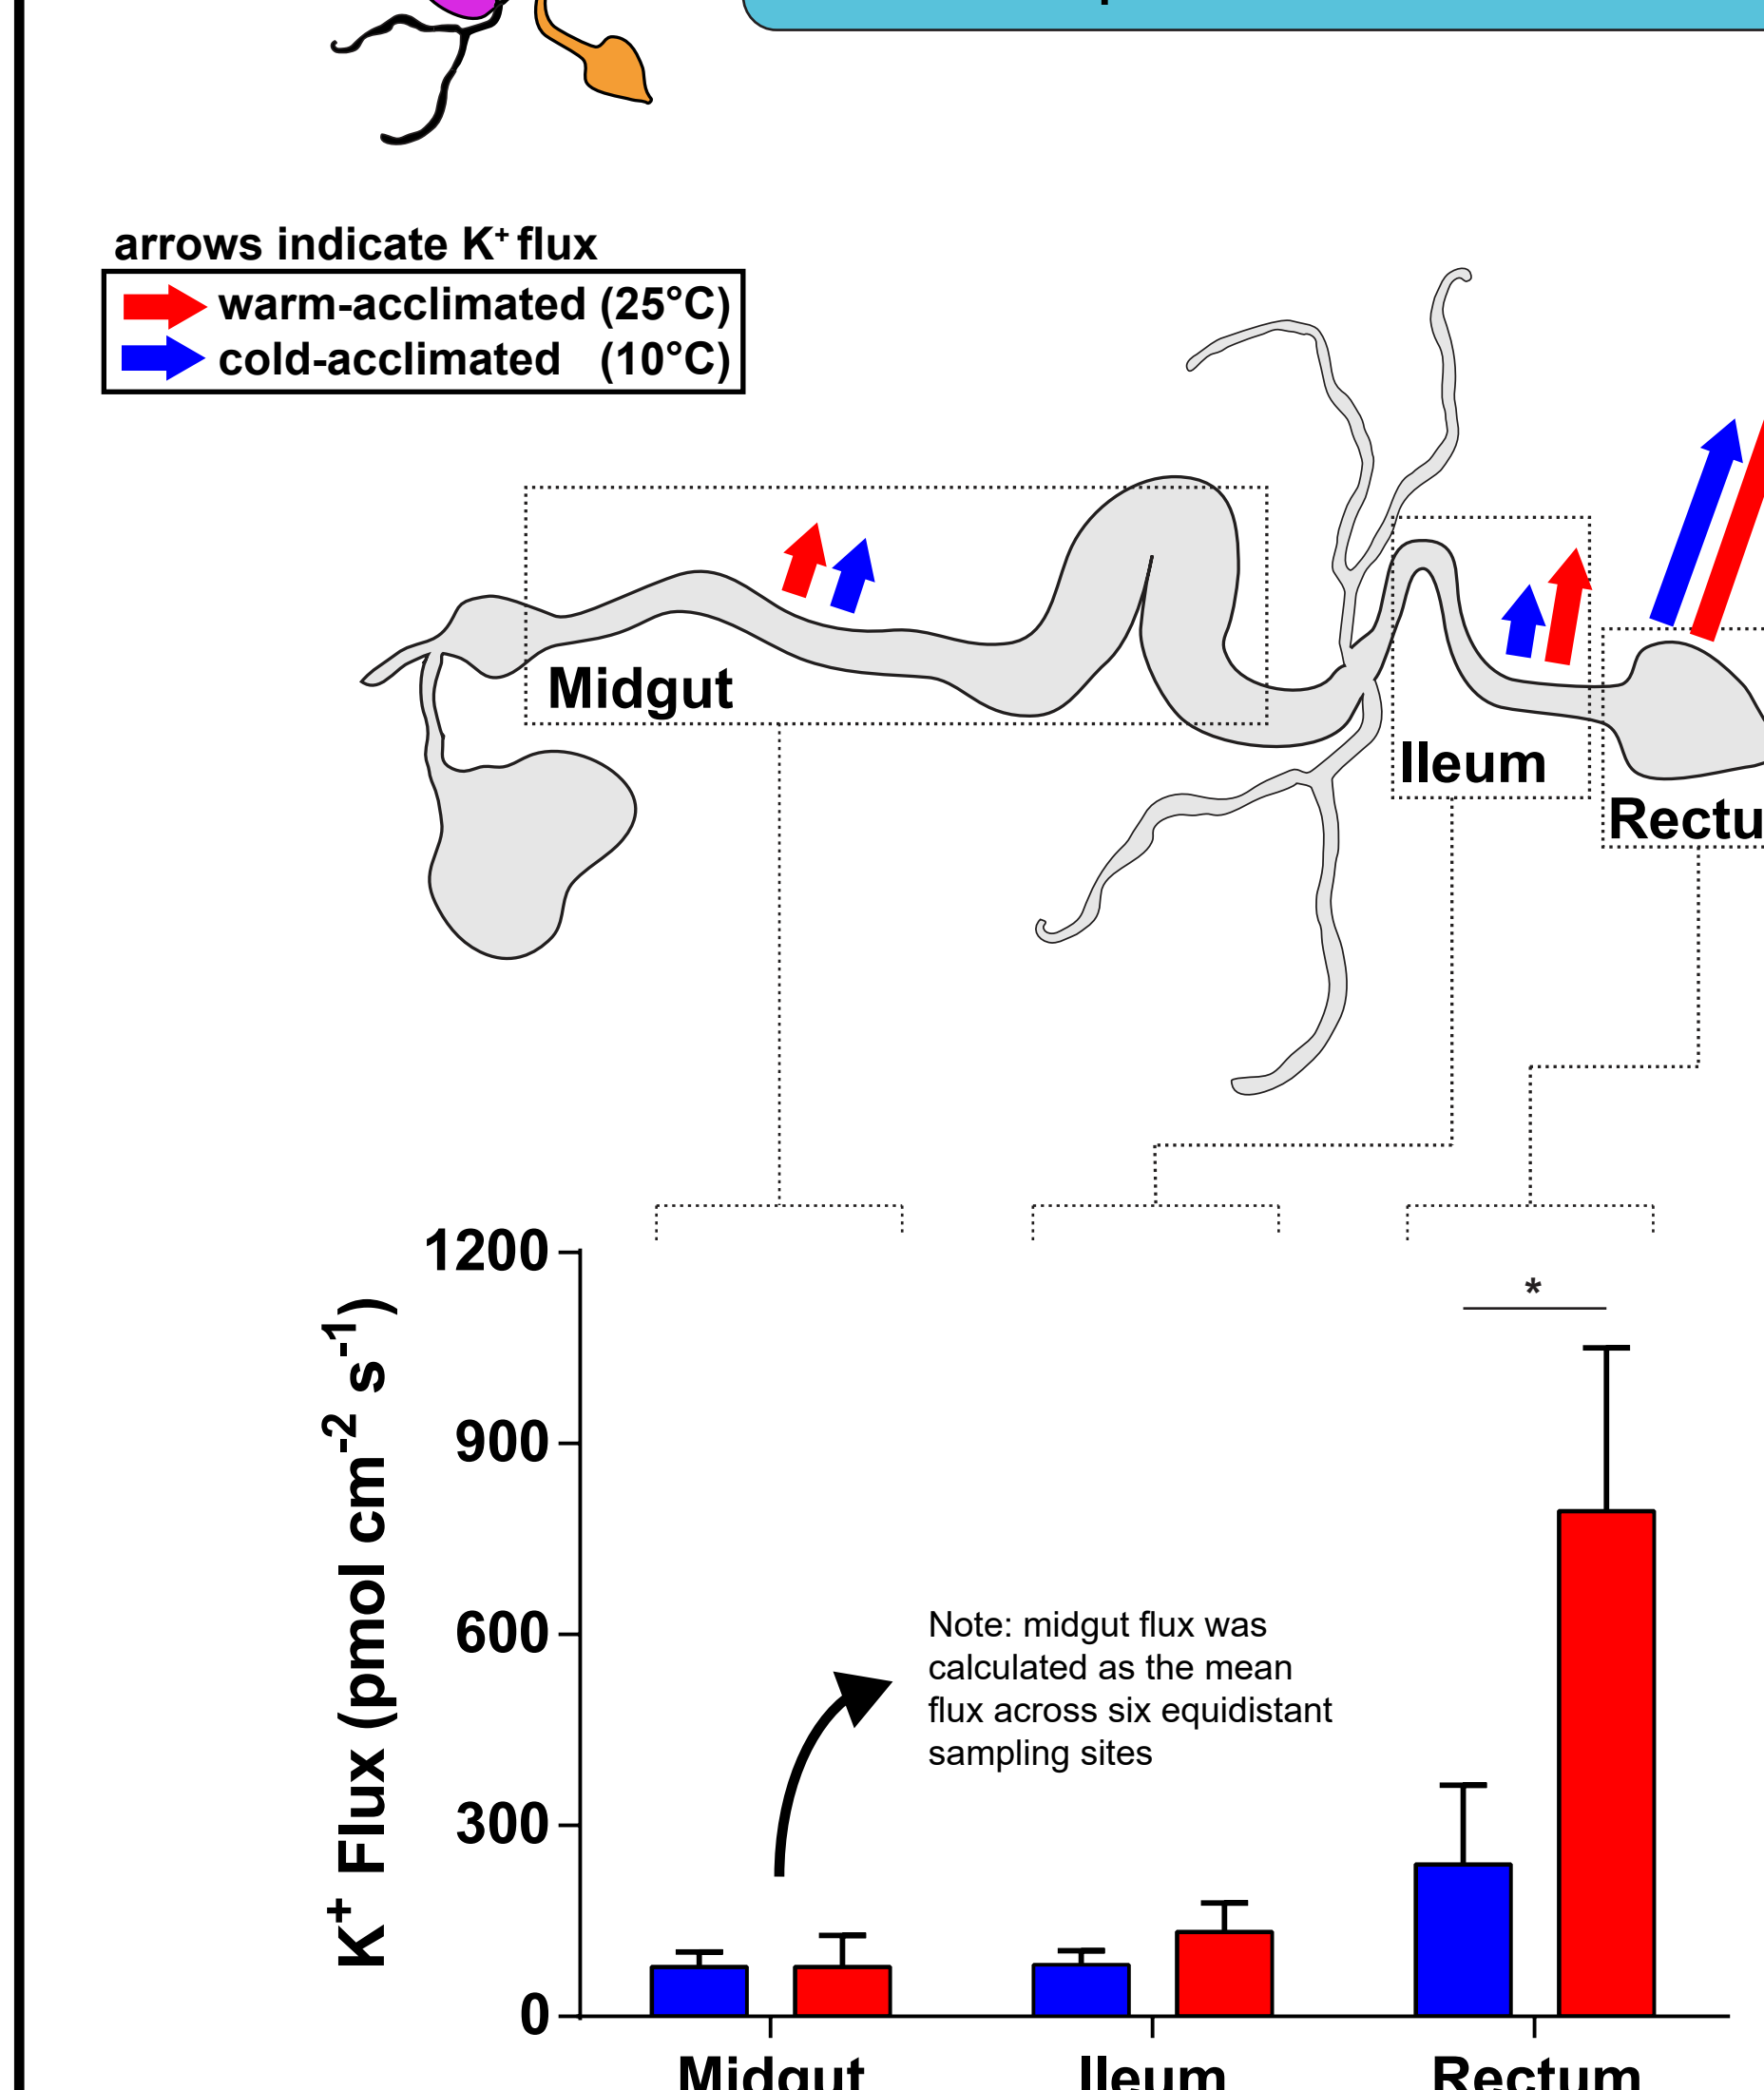 arrows indicate K⁺ flux
warm-acclimated (25°C)
cold-acclimated (10°C)
Midgut
Ileum
1200
*
900
600
300
0
K⁺ Flux (pmol cm⁻² s⁻¹)
Note: midgut flux was
calculated as the mean
flux across six equidistant
sampling sites
Midgut
Ileum
Rectum